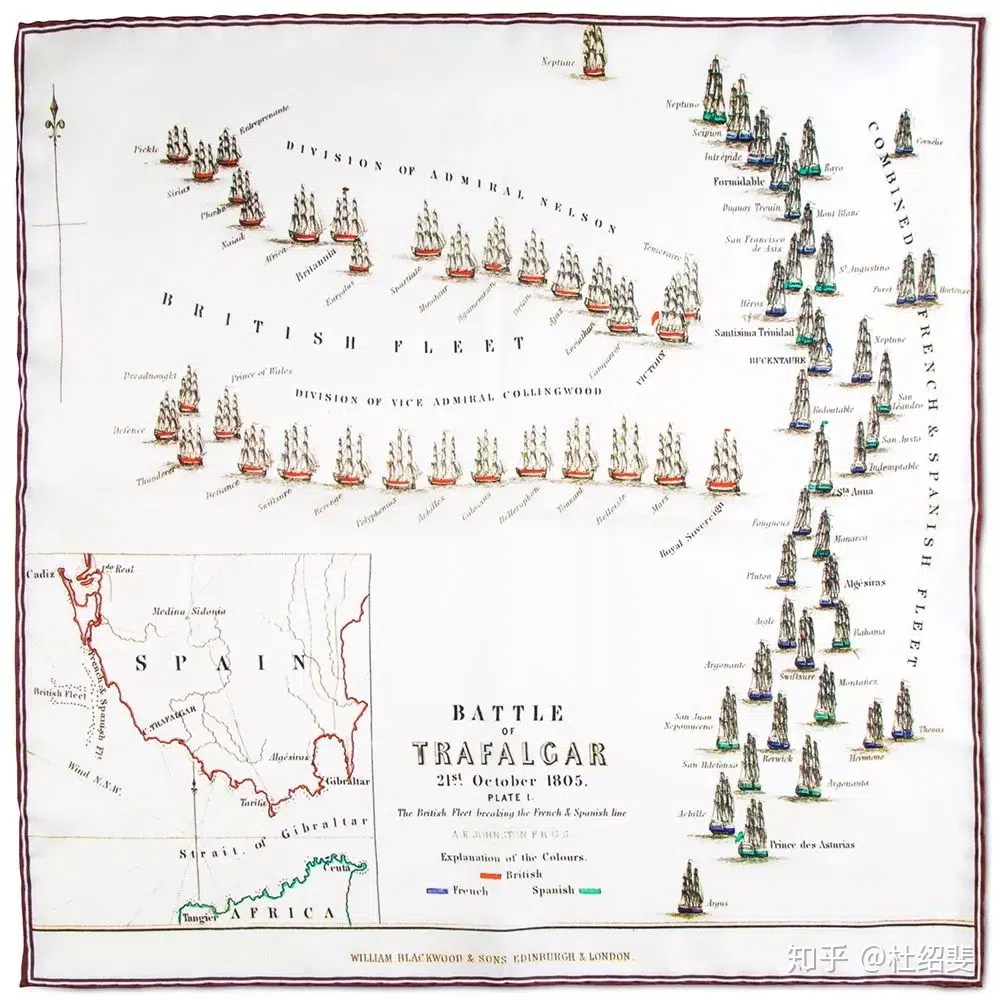 Neptune
Neptuno
Scipion
Intrépide
Formidable
Duguay Trouin
San Francisco
de Asis
Héros
Santisima Trinidad
BUCENTAURE
Rayo
Mont Blanc
St Augustino
Cornélie
Furet
Hortense
COMBINED FRENCH & SPANISH FLEET
Neptune
San
Leandro
San Justo
Indomptable
Redoutable
Sta Anna
Fougueux
Monarca
Pluton
Algésiras
Aigle
Bahama
Swiftsure
Argonaute
Montañez
San Juan
Nepomuceno
Berwick
Hermione
Themis
San Ildefonso
Argonauta
Achille
Prince des Asturias
Argus
Pickle
Entreprenante
Sirius
Phœbe
Naiad
DIVISION OF ADMIRAL NELSON
Africa
Britannia
Euryalus
Spartiate
Minotaur
Agamemnon
Orion
Ajax
Leviathan
Conqueror
Temeraire
VICTORY
BRITISH FLEET
DIVISION OF VICE ADMIRAL COLLINGWOOD
Dreadnought
Prince of Wales
Defence
Thunderer
Defiance
Swiftsure
Revenge
Polyphemus
Achilles
Colossus
Bellerophon
Tonnant
Belleisle
Mars
Royal Sovereign
Cadiz
Pto Real
Medina Sidonia
SPAIN
British Fleet
French & Spanish Ft
C. TRAFALGAR
Wind N.N.W.
Algésiras
Gibraltar
Tarifa
Strait of Gibraltar
Ceuta
Tangier
AFRICA
BATTLE
OF
TRAFALGAR
21st October 1805.
PLATE 1.
The British Fleet breaking the French & Spanish line
A.K. JOHNSTON F.R.G.S.
Explanation of the Colours.
British
French
Spanish
WILLIAM BLACKWOOD & SONS EDINBURGH & LONDON.
知乎 @杜绍斐